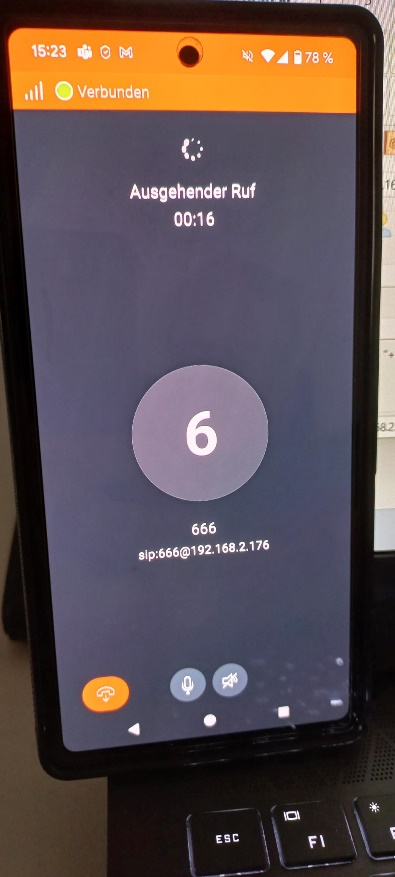 15:23 78 %
Verbunden
Ausgehender Ruf
00:16
6
666
sip:666@192.168.2.176
ESC
F1